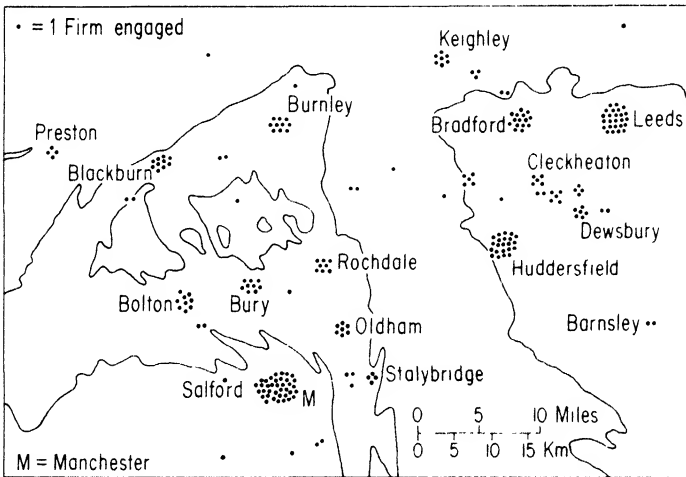 • = 1 Firm engaged
Keighley
Burnley
Preston
Bradford
Leeds
Blackburn
Cleckheaton
Dewsbury
Huddersfield
Rochdale
Bolton
Bury
Oldham
Barnsley
Salford
M
Stalybridge
0 5 10 Miles
0 5 10 15 Km
M = Manchester